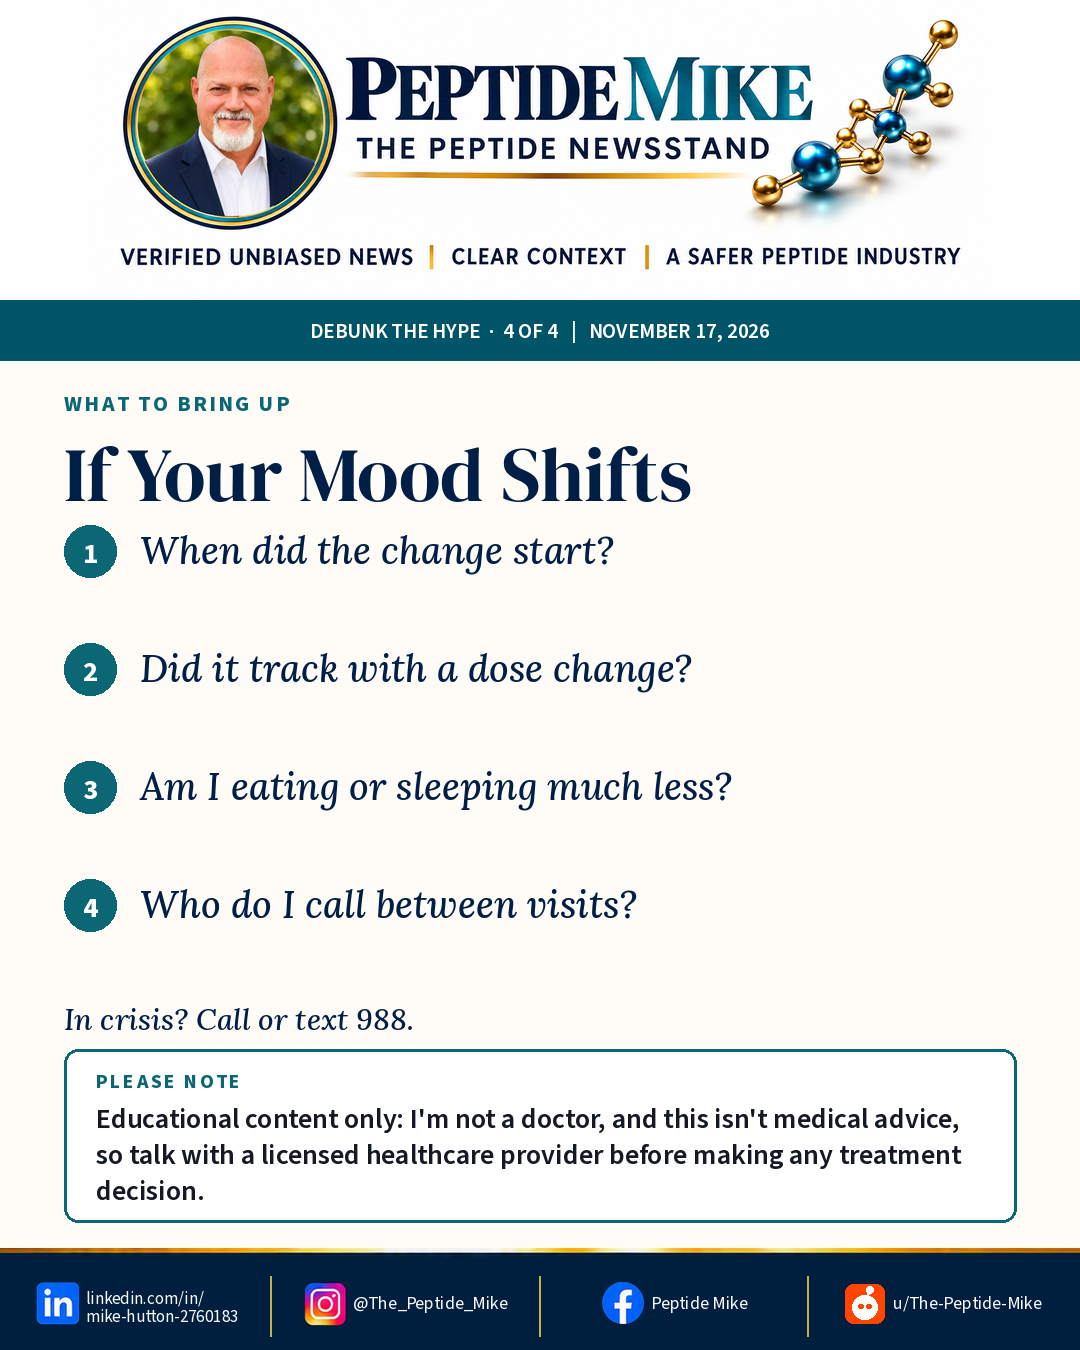 PEPTIDEMIKE
THE PEPTIDE NEWSSTAND
VERIFIED UNBIASED NEWS | CLEAR CONTEXT | A SAFER PEPTIDE INDUSTRY
DEBUNK THE HYPE · 4 OF 4 | NOVEMBER 17, 2026
WHAT TO BRING UP
If Your Mood Shifts
1 When did the change start?
2 Did it track with a dose change?
3 Am I eating or sleeping much less?
4 Who do I call between visits?
In crisis? Call or text 988.
PLEASE NOTE
Educational content only: I'm not a doctor, and this isn't medical advice,
so talk with a licensed healthcare provider before making any treatment
decision.
linkedin.com/in/
mike-hutton-2760183
@The_Peptide_Mike
Peptide Mike
u/The-Peptide-Mike